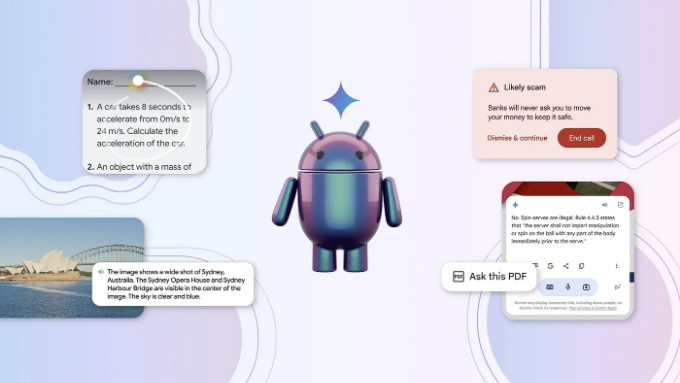 Name:
1. A car takes 8 seconds to
accelerate from 0m/s to
24 m/s. Calculate the
acceleration of the car.
2. An object with a mass of
The image shows a wide shot of Sydney,
Australia. The Sydney Opera House and Sydney
Harbour Bridge are visible in the center of the
image. The sky is clear and blue.
Likely scam
Banks will never ask you to move
your money to keep it safe.
Dismiss & continue
End call
No. Spin serves are illegal. Rule 4.A.5 states
that "the server shall not impart manipulation
or spin on the ball with any part of the body
immediately prior to the serve."
PDF
Ask this PDF
Gemini may display inaccurate info, including about people, so
double-check its responses. Your privacy & Gemini Apps